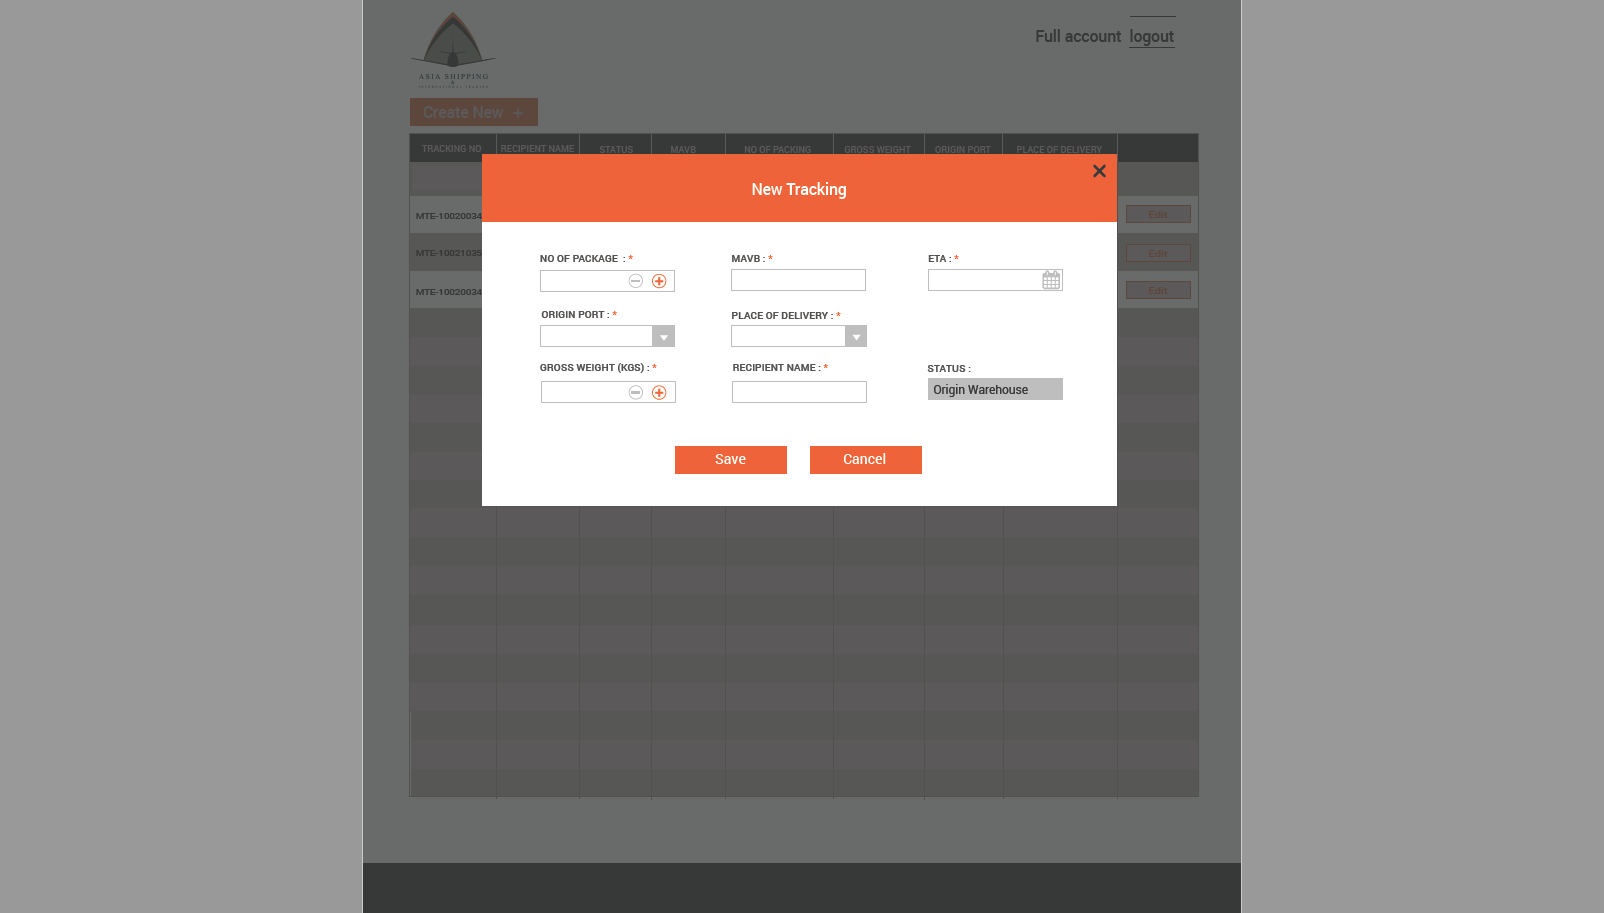 ASIA SHIPPING
&
INTERNATIONAL TRADING
Full account logout
Create New +
TRACKING NO RECIPIENT NAME STATUS MAVB NO OF PACKING GROSS WEIGHT ORIGIN PORT PLACE OF DELIVERY
New Tracking
MTE-10020034 Edit
MTE-10021035 Edit
MTE-10020034 Edit
NO OF PACKAGE : * MAVB : * ETA : *
ORIGIN PORT : * PLACE OF DELIVERY : *
GROSS WEIGHT (KGS) : * RECIPIENT NAME : * STATUS :
Origin Warehouse
Save Cancel